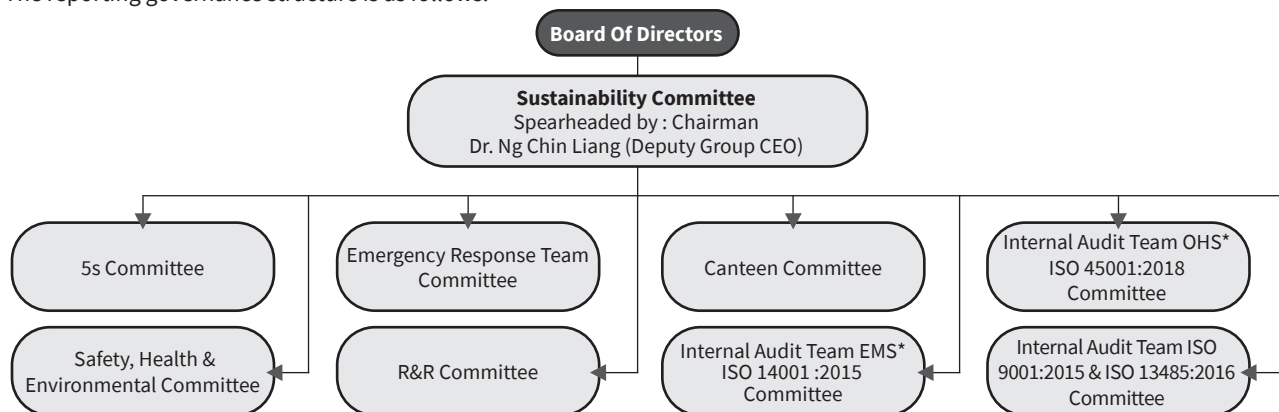 The reporting governance structure is as follows:
Board Of Directors
Sustainability Committee
Spearheaded by : Chairman
Dr. Ng Chin Liang (Deputy Group CEO)
5s Committee
Emergency Response Team
Committee
Canteen Committee
Internal Audit Team OHS*
ISO 45001:2018
Committee
Safety, Health &
Environmental Committee
R&R Committee
Internal Audit Team EMS*
ISO 14001 :2015
Committee
Internal Audit Team ISO
9001:2015 & ISO 13485:2016
Committee